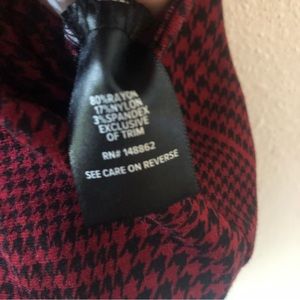 80%RAYON
17%NYLON
3%SPANDEX
EXCLUSIVE
OF TRIM
RN# 148862
SEE CARE ON REVERSE